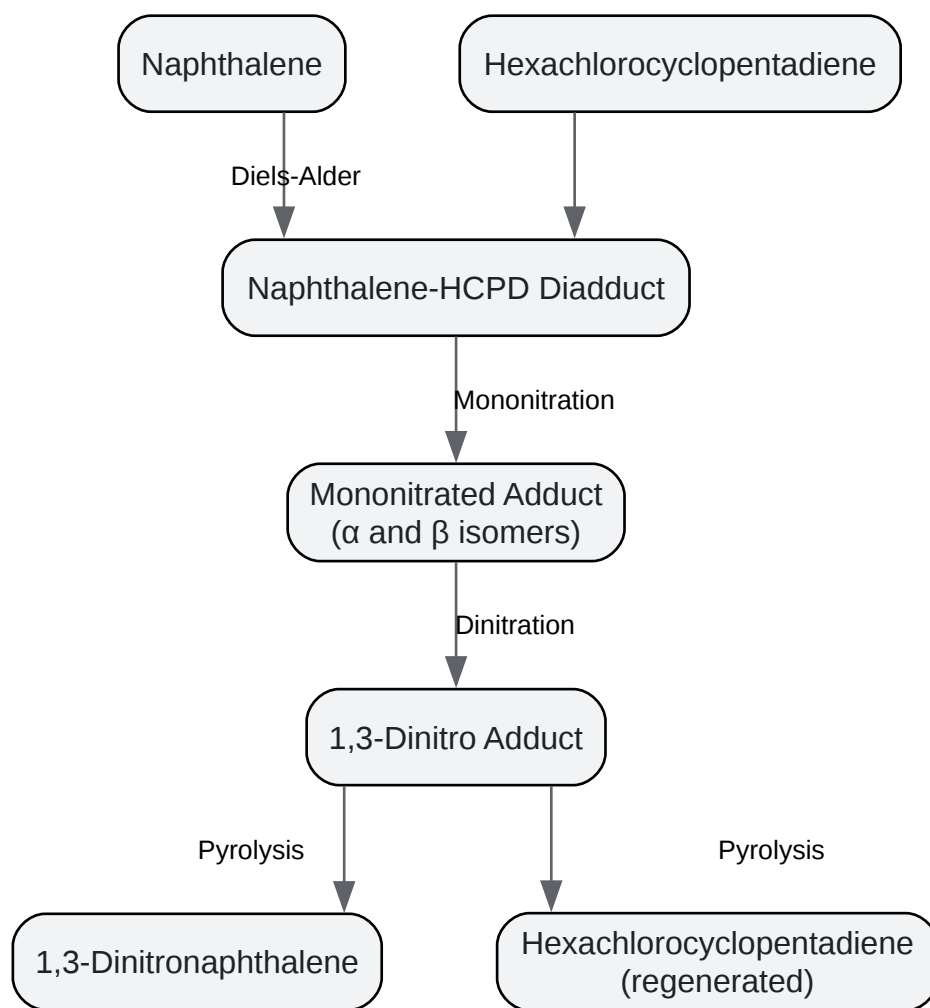 Naphthalene
Hexachlorocyclopentadiene
Diels-Alder
Naphthalene-HCPD Diadduct
Mononitration
Mononitrated Adduct
(α and β isomers)
Dinitration
1,3-Dinitro Adduct
Pyrolysis
Pyrolysis
1,3-Dinitronaphthalene
Hexachlorocyclopentadiene
(regenerated)